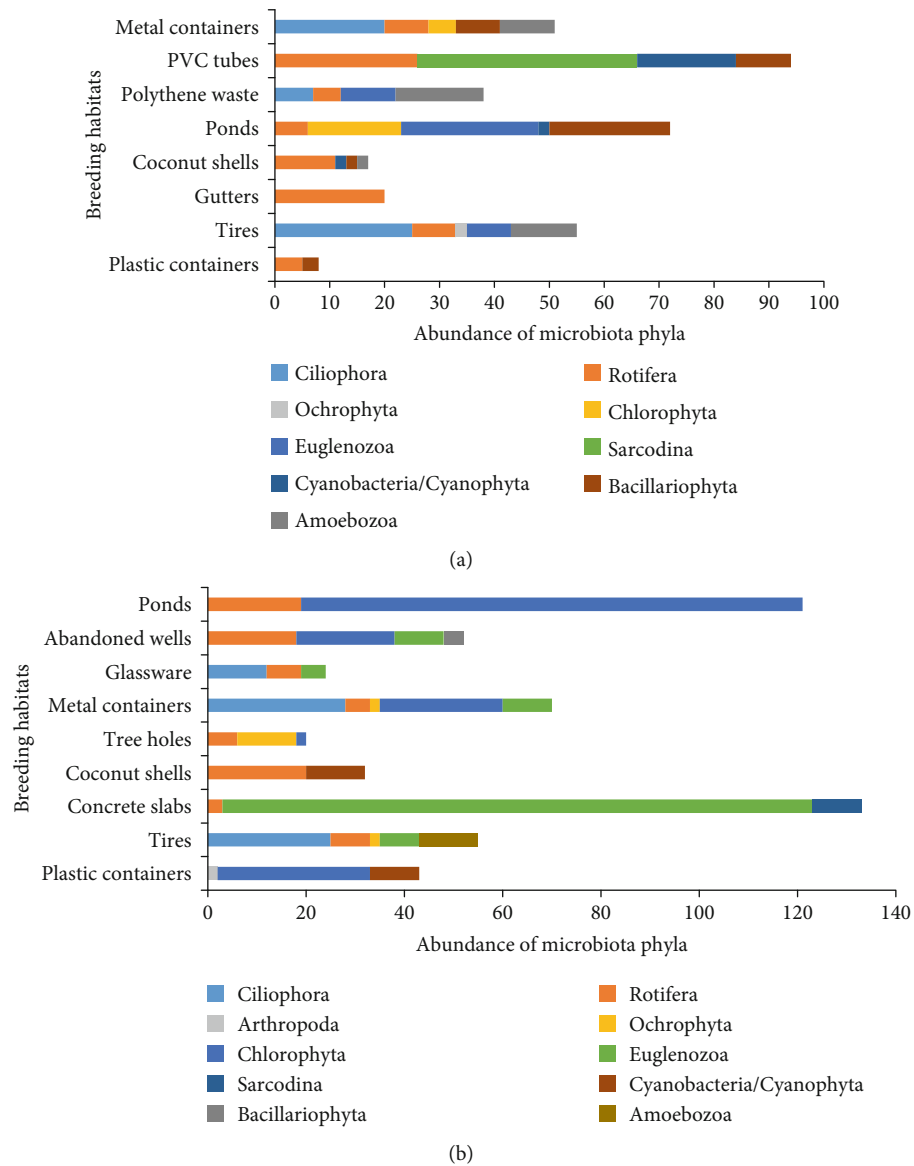 Breeding habitats
Metal containers
PVC tubes
Polythene waste
Ponds
Coconut shells
Gutters
Tires
Plastic containers
0 10 20 30 40 50 60 70 80 90 100
Abundance of microbiota phyla
Ciliophora Rotifera
Ochrophyta Chlorophyta
Euglenozoa Sarcodina
Cyanobacteria/Cyanophyta Bacillariophyta
Amoebozoa
(a)
Breeding habitats
Ponds
Abandoned wells
Glassware
Metal containers
Tree holes
Coconut shells
Concrete slabs
Tires
Plastic containers
0 20 40 60 80 100 120 140
Abundance of microbiota phyla
Ciliophora Rotifera
Arthropoda Ochrophyta
Chlorophyta Euglenozoa
Sarcodina Cyanobacteria/Cyanophyta
Bacillariophyta Amoebozoa
(b)